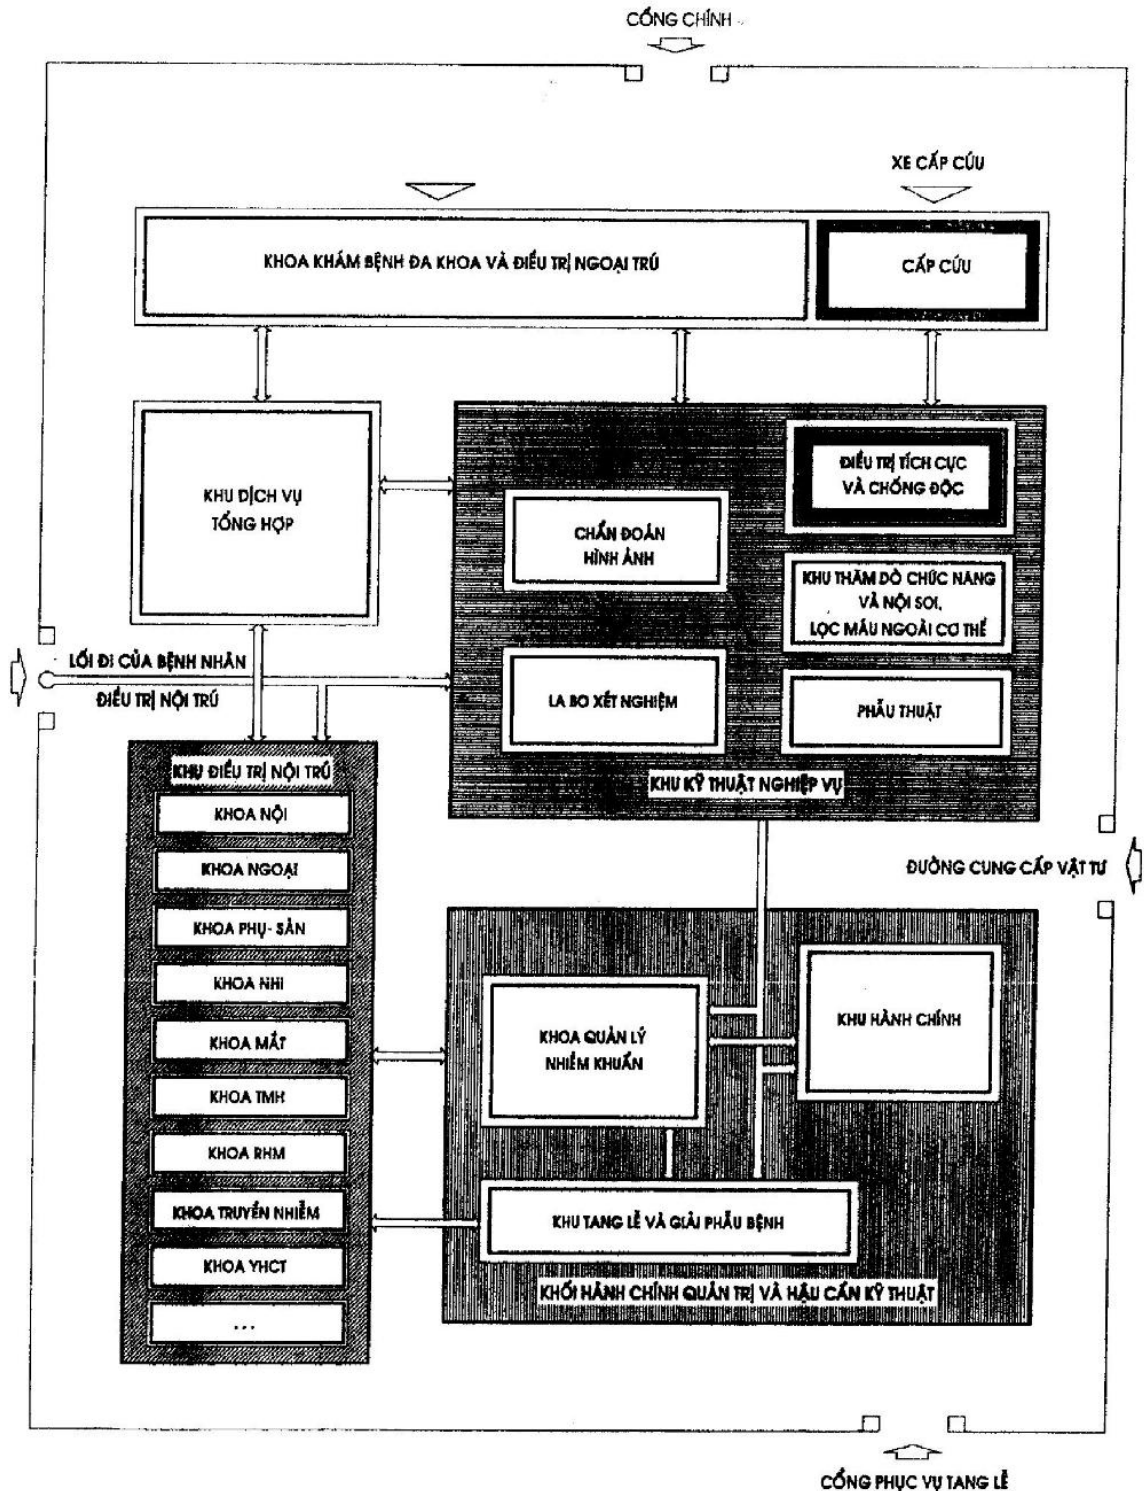 CỔNG CHÍNH
XE CẤP CỨU
KHOA KHÁM BỆNH ĐA KHOA VÀ ĐIỀU TRỊ NGOẠI TRÚ
CẤP CỨU
KHU DỊCH VỤ
TỔNG HỢP
CHẨN ĐOÁN
HÌNH ẢNH
ĐIỀU TRỊ TÍCH CỰC
VÀ CHỐNG ĐỘC
KHU THĂM DÒ CHỨC NĂNG
VÀ NỘI SOI,
LỌC MÁU NGOÀI CƠ THỂ
LA BO XÉT NGHIỆM
PHẪU THUẬT
KHU KỸ THUẬT NGHIỆP VỤ
LỐI ĐI CỦA BỆNH NHÂN
ĐIỀU TRỊ NỘI TRÚ
KHU ĐIỀU TRỊ NỘI TRÚ
KHOA NỘI
KHOA NGOẠI
KHOA PHỤ- SẢN
KHOA NHI
KHOA MẮT
KHOA TMH
KHOA RHM
KHOA TRUYỀN NHIỄM
KHOA YHCT
...
ĐƯỜNG CUNG CẤP VẬT TƯ
KHOA QUẢN LÝ
NHIỄM KHUẨN
KHU HÀNH CHÍNH
KHU TANG LỄ VÀ GIẢI PHẪU BỆNH
KHỐI HÀNH CHÍNH QUẢN TRỊ VÀ HẬU CẦN KỸ THUẬT
CỔNG PHỤC VỤ TANG LỄ